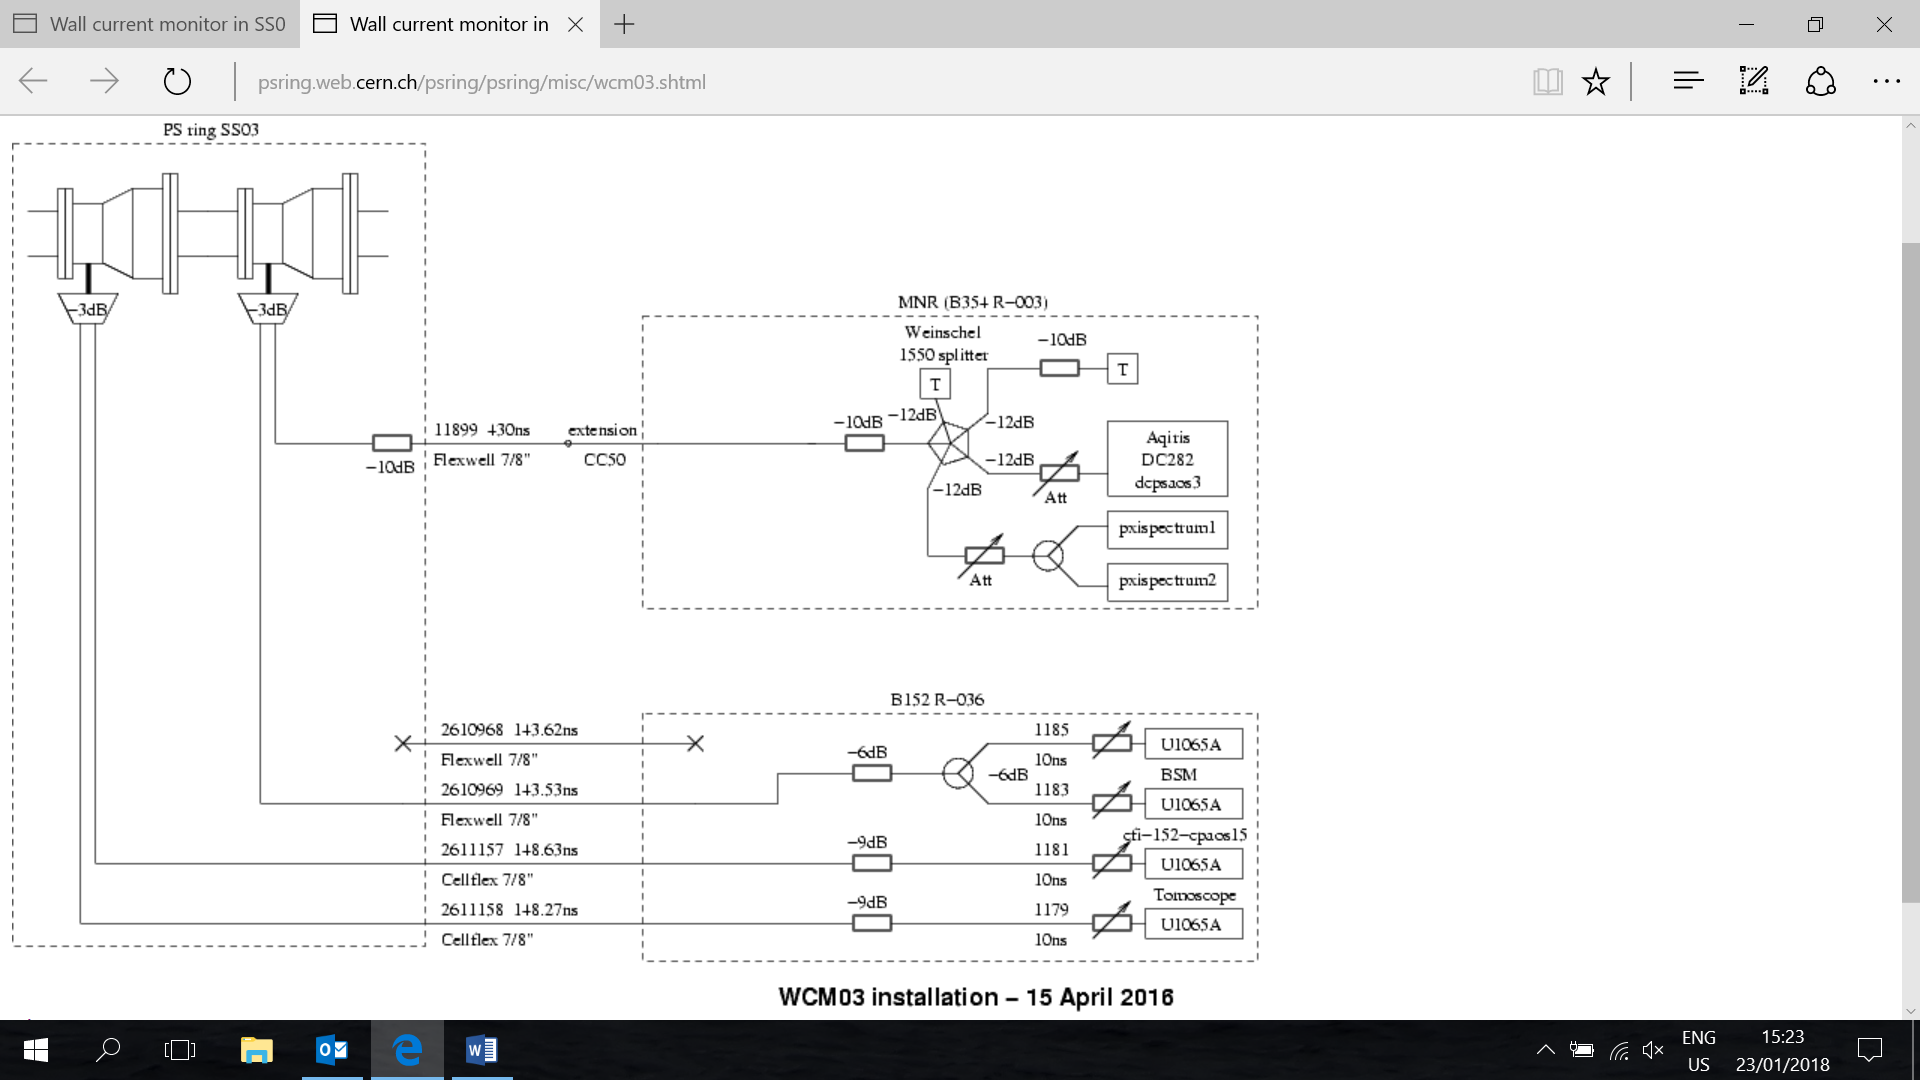 Wall current monitor in SS0
Wall current monitor in
psring.web.cern.ch/psring/psring/misc/wcm03.shtml
PS ring SS03
-3dB
-3dB
MNR (B354 R-003)
Weinschel
1550 splitter
T
-10dB
T
-12dB
-10dB
-12dB
-12dB
-12dB
Att
Aqiris
DC282
dcpsaos3
11899 430ns
Flexwell 7/8"
extension
CC50
-10dB
Att
pxispectrum1
pxispectrum2
B152 R-036
2610968 143.62ns
Flexwell 7/8"
2610969 143.53ns
Flexwell 7/8"
2611157 148.63ns
Cellflex 7/8"
2611158 148.27ns
Cellflex 7/8"
-6dB
-6dB
-9dB
-9dB
1185
10ns
1183
10ns
1181
10ns
1179
10ns
U1065A
BSM
U1065A
cfi-152-cpaos15
U1065A
Tomoscope
U1065A
WCM03 installation – 15 April 2016
ENG
US
15:23
23/01/2018